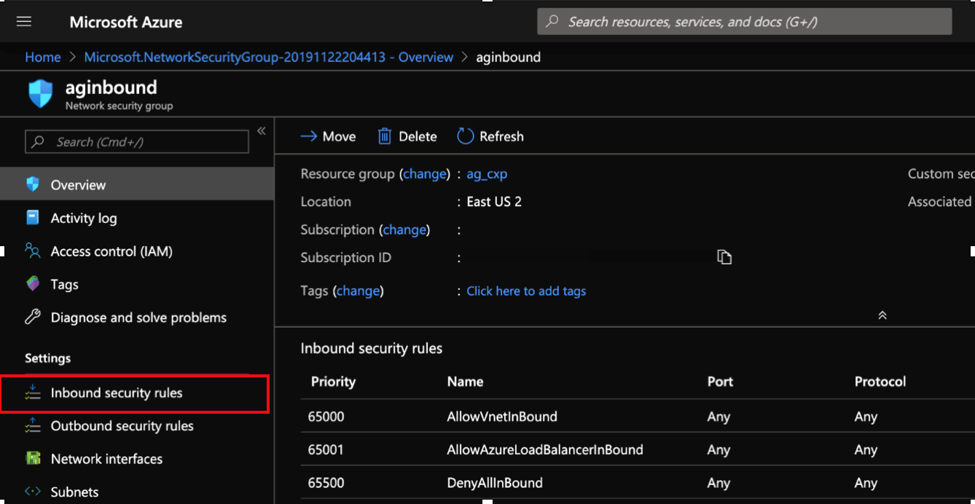 Microsoft Azure
Search resources, services, and docs (G+/)
Home > Microsoft.NetworkSecurityGroup-20191122204413 - Overview > aginbound
aginbound
Network security group
Search (Cmd+/)
«
Overview
Activity log
Access control (IAM)
Tags
Diagnose and solve problems
Settings
Inbound security rules
Outbound security rules
Network interfaces
Subnets
Move Delete Refresh
Resource group (change) : ag_cxp
Location : East US 2
Subscription (change) :
Subscription ID :
Tags (change) : Click here to add tags
Custom sec
Associated
Inbound security rules
Priority Name Port Protocol
65000 AllowVnetInBound Any Any
65001 AllowAzureLoadBalancerInBound Any Any
65500 DenyAllInBound Any Any